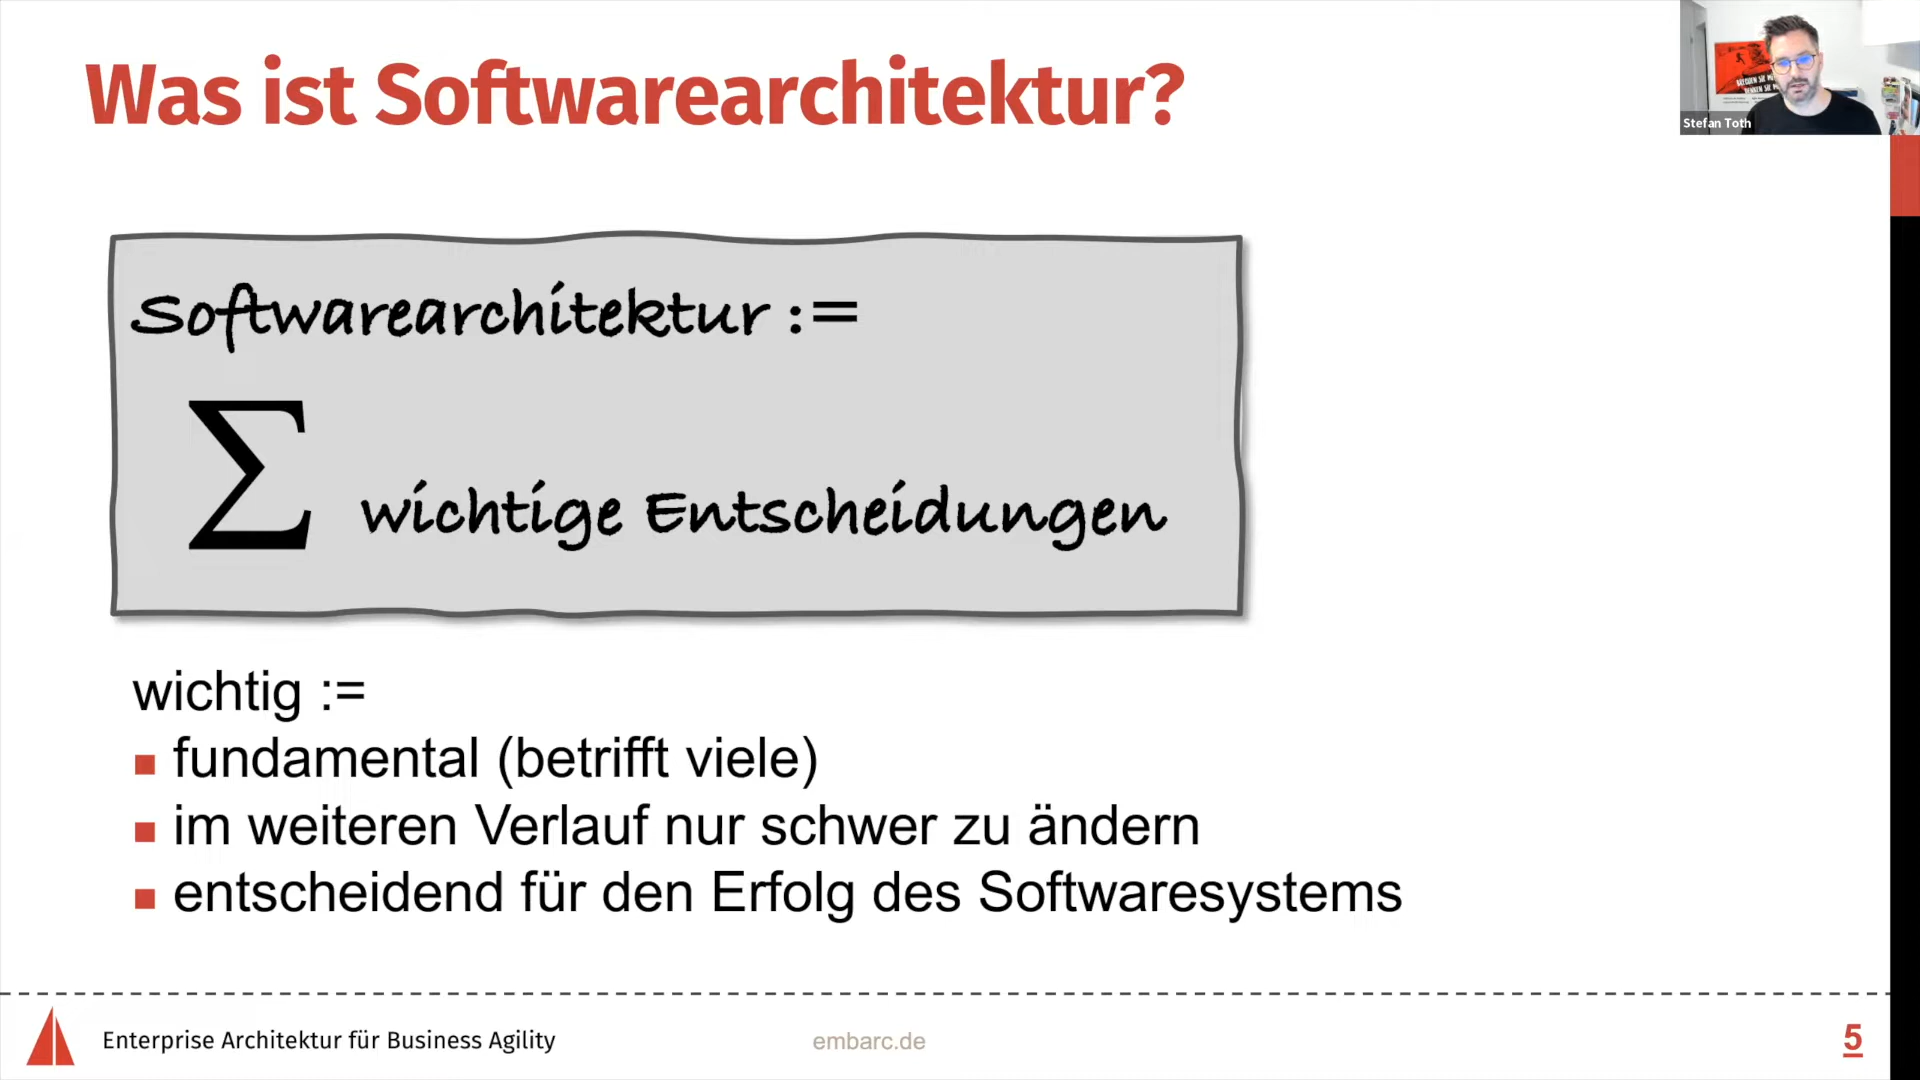 Was ist Softwarearchitektur?
Stefan Toth
Softwarearchitektur :=
∑ wichtige Entscheidungen
wichtig :=
fundamental (betrifft viele)
im weiteren Verlauf nur schwer zu ändern
entscheidend für den Erfolg des Softwaresystems
Enterprise Architektur für Business Agility
embarc.de
5